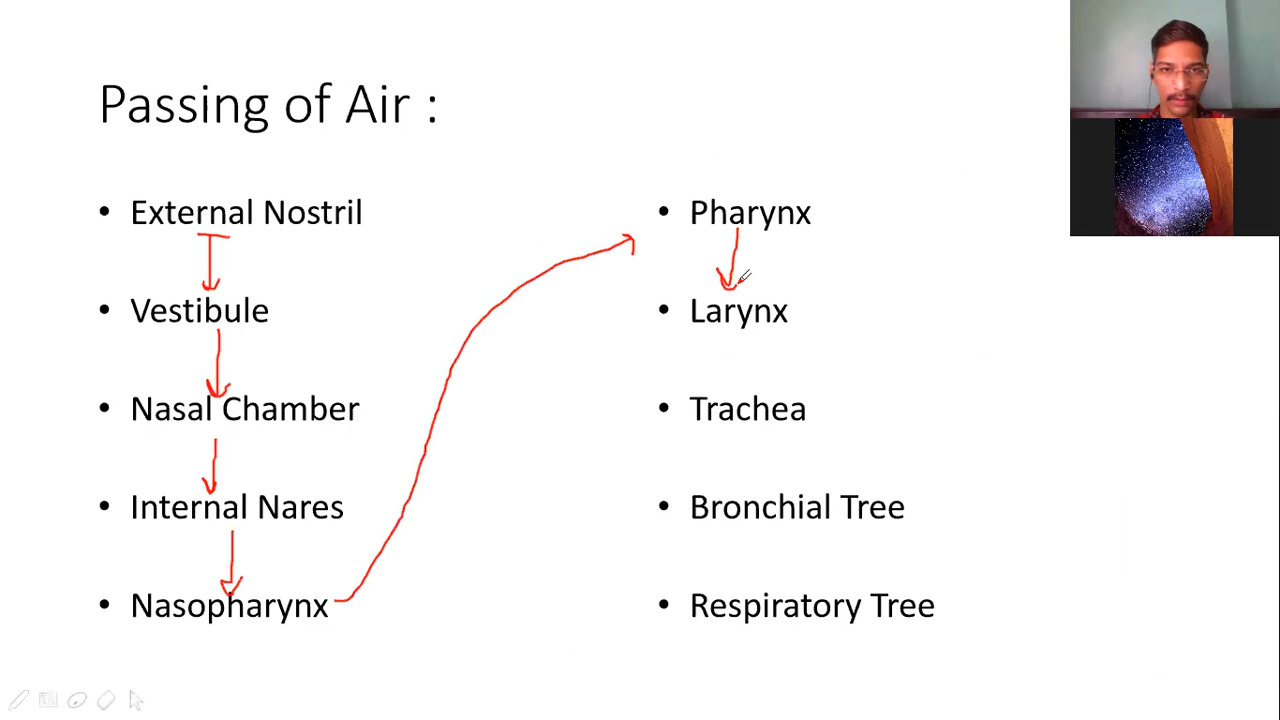 Passing of Air :
• External Nostril
• Vestibule
• Nasal Chamber
• Internal Nares
• Nasopharynx
• Pharynx
• Larynx
• Trachea
• Bronchial Tree
• Respiratory Tree